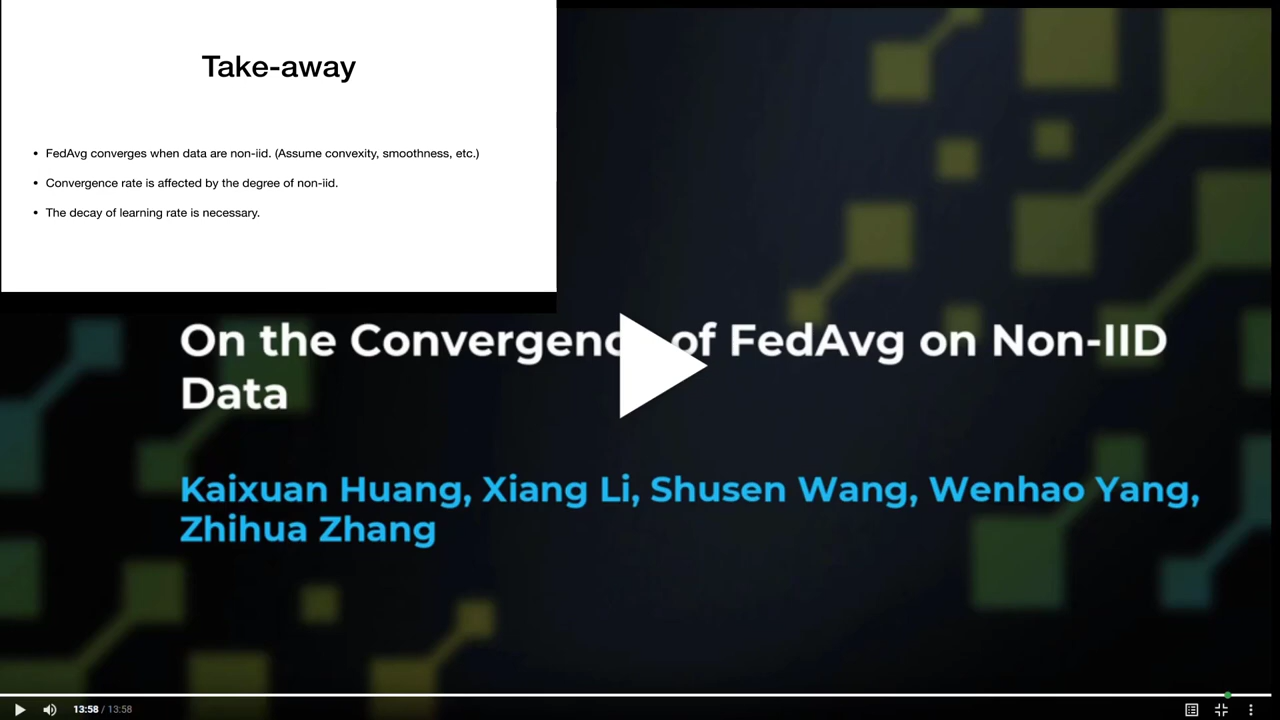 Take-away
• FedAvg converges when data are non-iid. (Assume convexity, smoothness, etc.)
• Convergence rate is affected by the degree of non-iid.
• The decay of learning rate is necessary.
On the Convergence of FedAvg on Non-IID
Data
Kaixuan Huang, Xiang Li, Shusen Wang, Wenhao Yang,
Zhihua Zhang
13:58 / 13:58